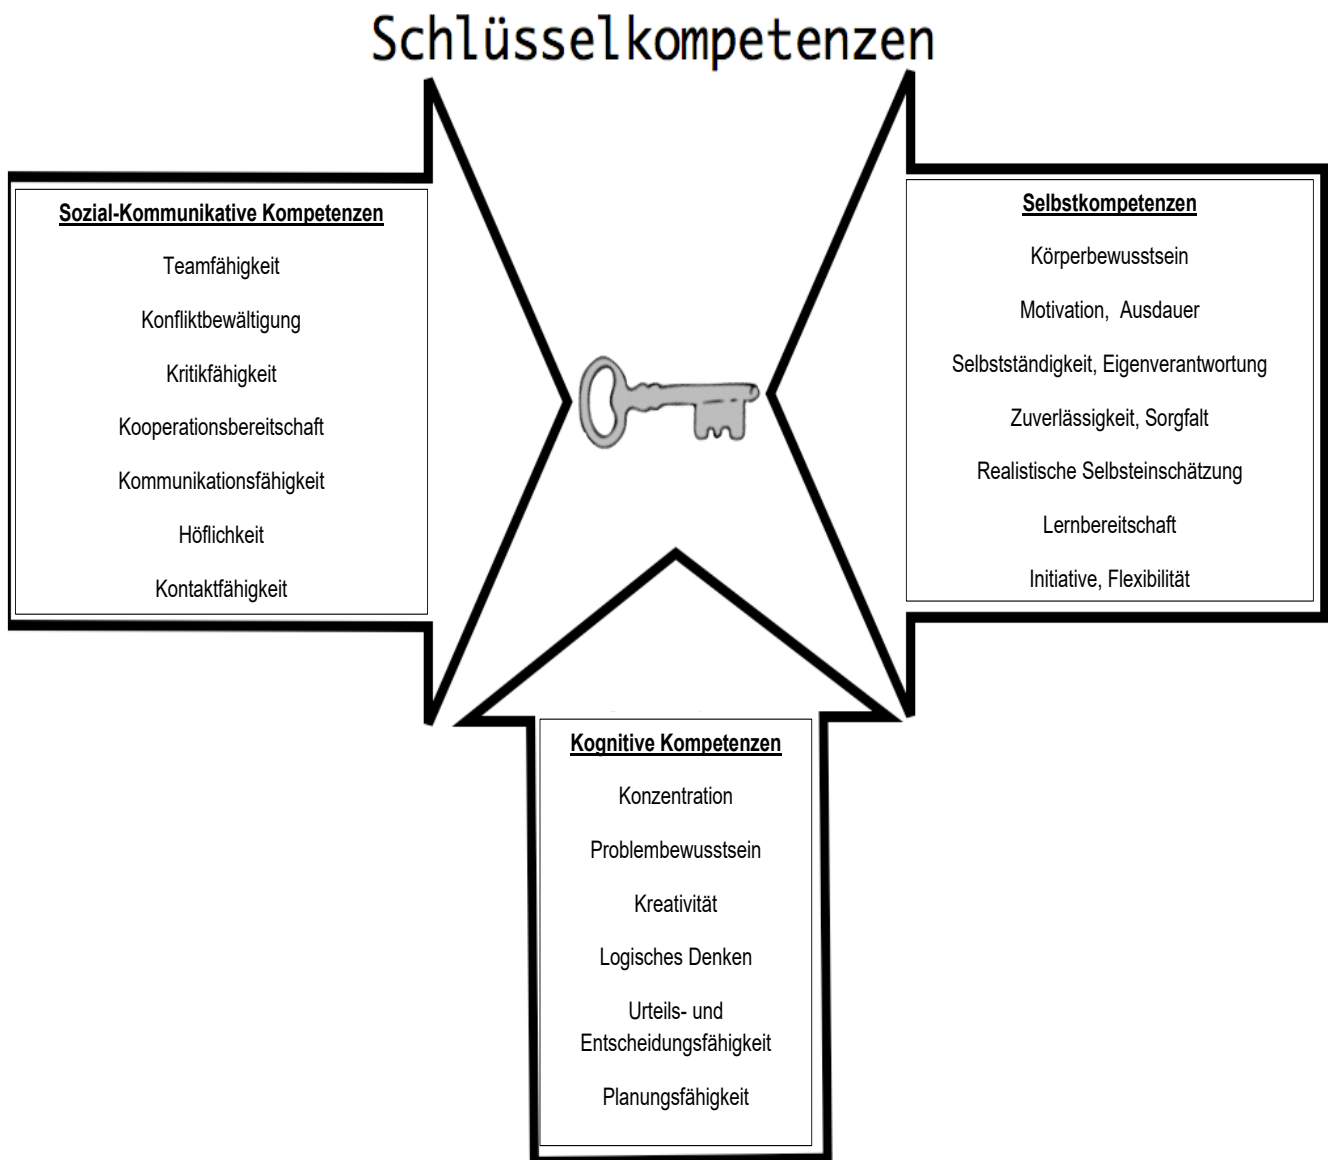 Schlüsselkompetenzen
Sozial-Kommunikative Kompetenzen
Teamfähigkeit
Konfliktbewältigung
Kritikfähigkeit
Kooperationsbereitschaft
Kommunikationsfähigkeit
Höflichkeit
Kontaktfähigkeit
Selbstkompetenzen
Körperbewusstsein
Motivation, Ausdauer
Selbstständigkeit, Eigenverantwortung
Zuverlässigkeit, Sorgfalt
Realistische Selbsteinschätzung
Lernbereitschaft
Initiative, Flexibilität
Kognitive Kompetenzen
Konzentration
Problembewusstsein
Kreativität
Logisches Denken
Urteils- und
Entscheidungsfähigkeit
Planungsfähigkeit